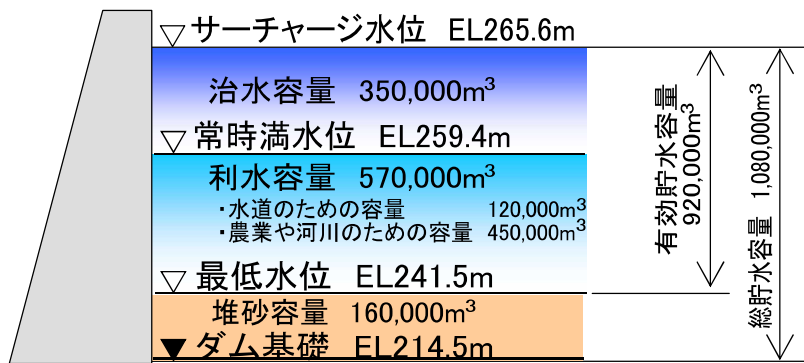 ▽サーチャージ水位 EL265.6m
治水容量 350,000m³
▽常時満水位 EL259.4m
利水容量 570,000m³
・水道のための容量 120,000m³
・農業や河川のための容量 450,000m³
▽最低水位 EL241.5m
堆砂容量 160,000m³
▼ダム基礎 EL214.5m
有効貯水容量
920,000m³
総貯水容量 1,080,000m³